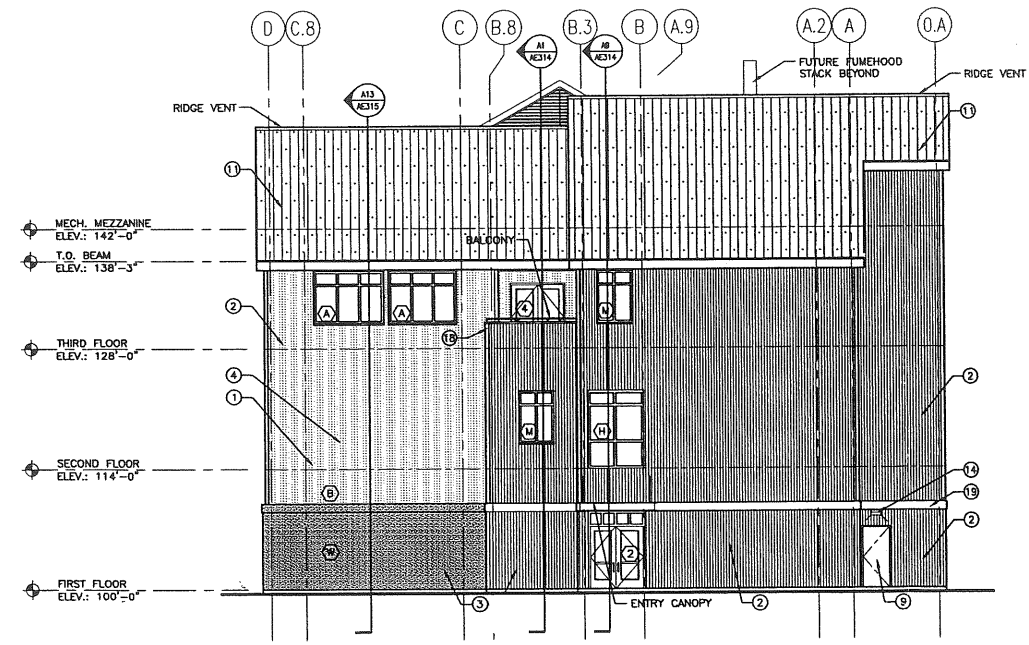 D C.8 C B.8 B.3 B A.9 A.2 A 0.A
A1
AE314
A9
AE314
FUTURE FUMEHOOD
STACK BEYOND
RIDGE VENT
A13
AE315
RIDGE VENT
11
11
MECH. MEZZANINE
ELEV.: 142'-0"
BALCONY
T.O. BEAM
ELEV.: 138'-3"
A A 4 M
2
18
THIRD FLOOR
ELEV.: 128'-0"
4
2
1
M H
SECOND FLOOR
ELEV.: 114'-0"
14
B
19
2
W
2
FIRST FLOOR
ELEV.: 100'-0"
3
ENTRY CANOPY
2
9